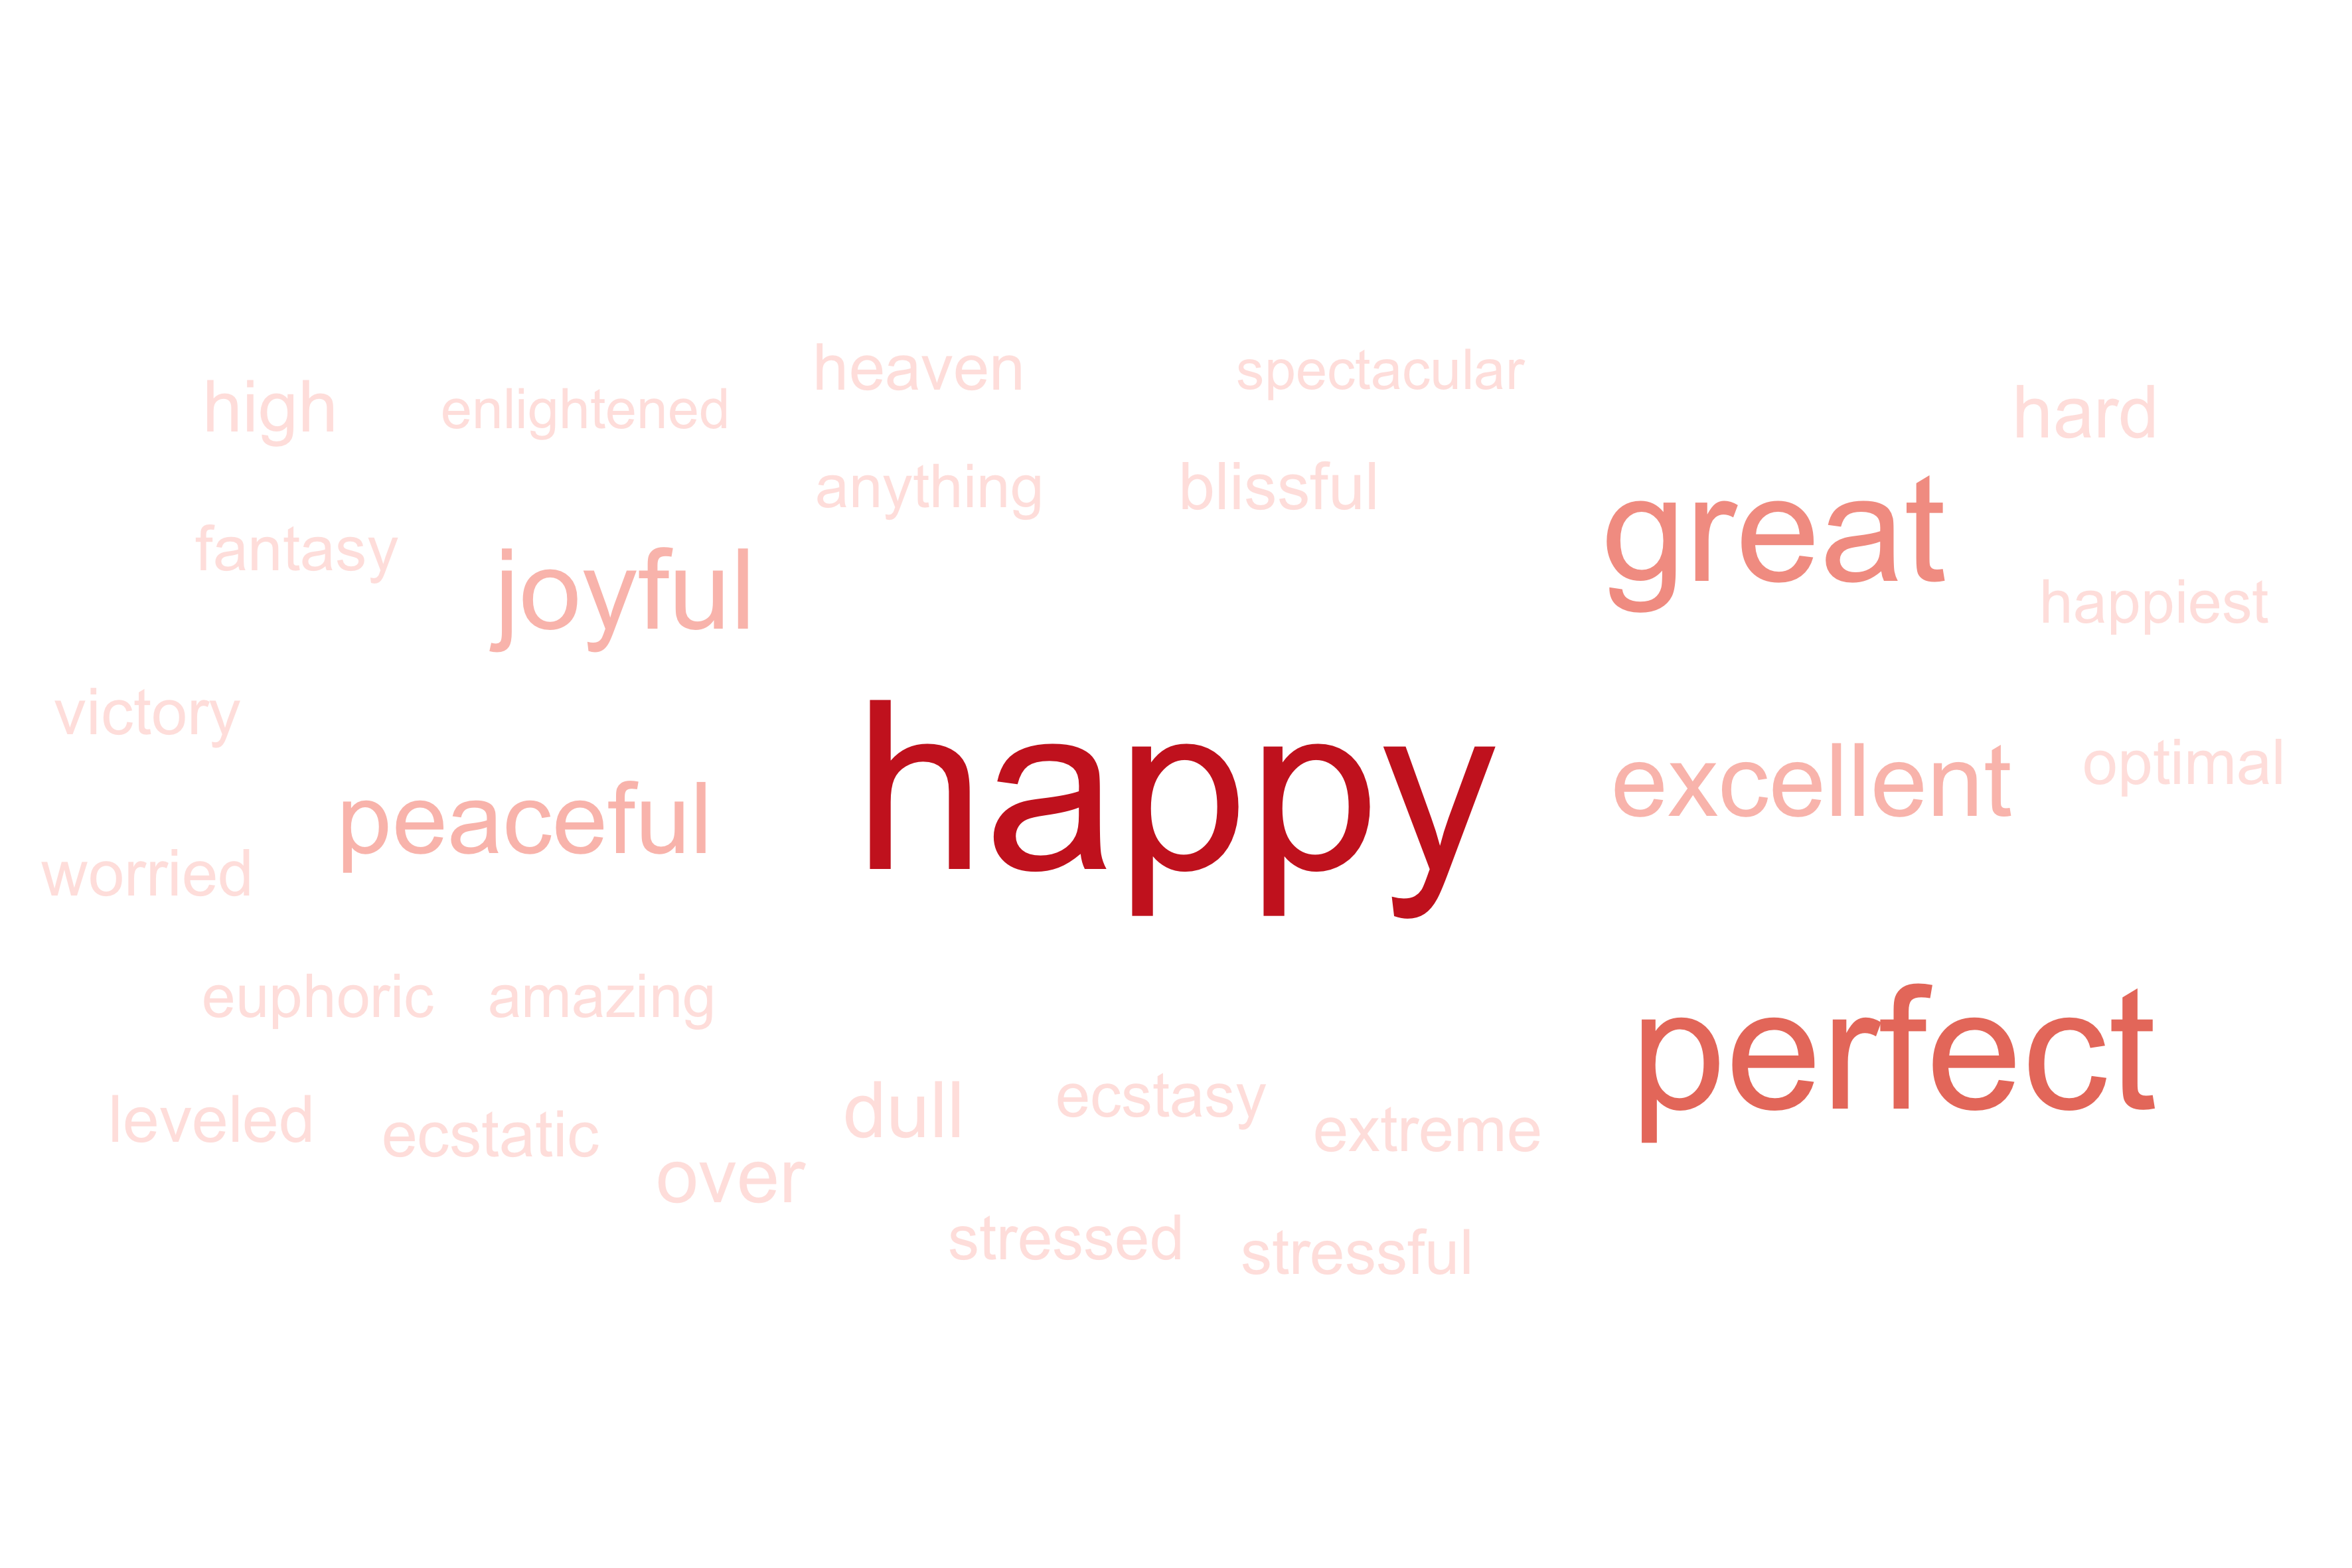 heaven
spectacular
high
enlightened
hard
anything
blissful
great
fantasy
joyful
happiest
victory
happy
excellent
optimal
peaceful
worried
euphoric
amazing
perfect
leveled
ecstatic
dull
ecstasy
extreme
over
stressed
stressful